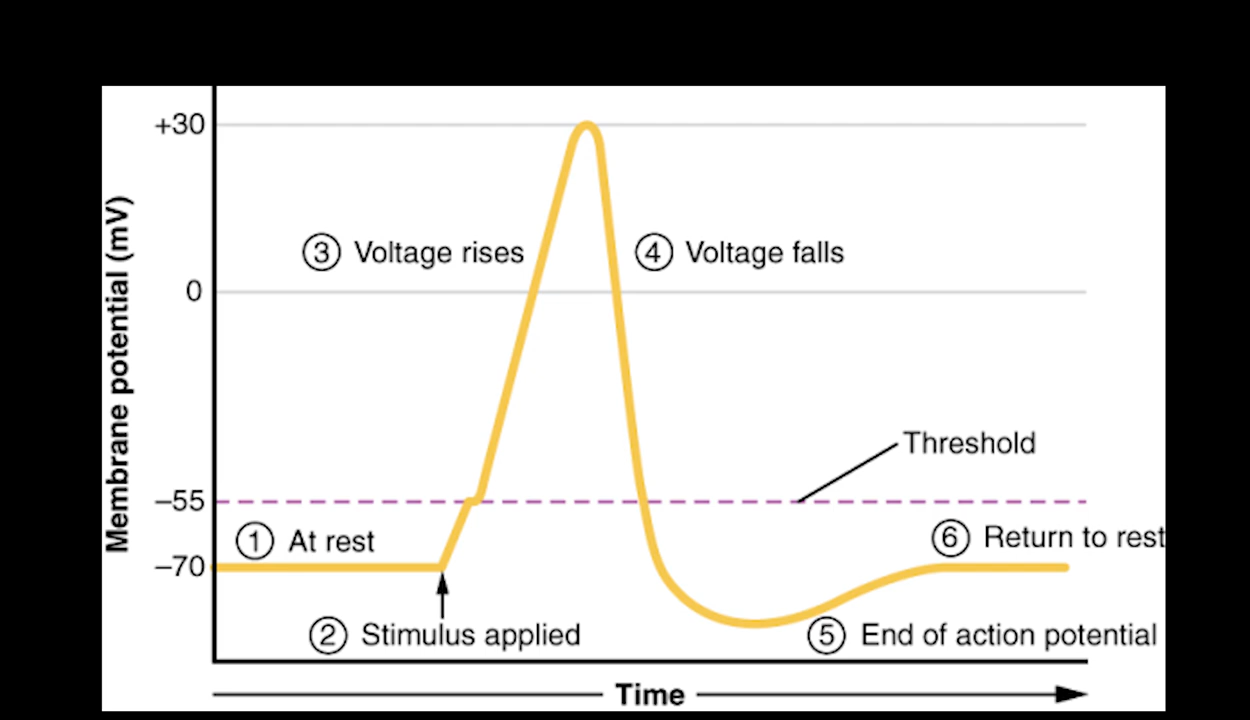 +30
③ Voltage rises
④ Voltage falls
0
Membrane potential (mV)
Threshold
–55
① At rest
⑥ Return to rest
–70
② Stimulus applied
⑤ End of action potential
Time